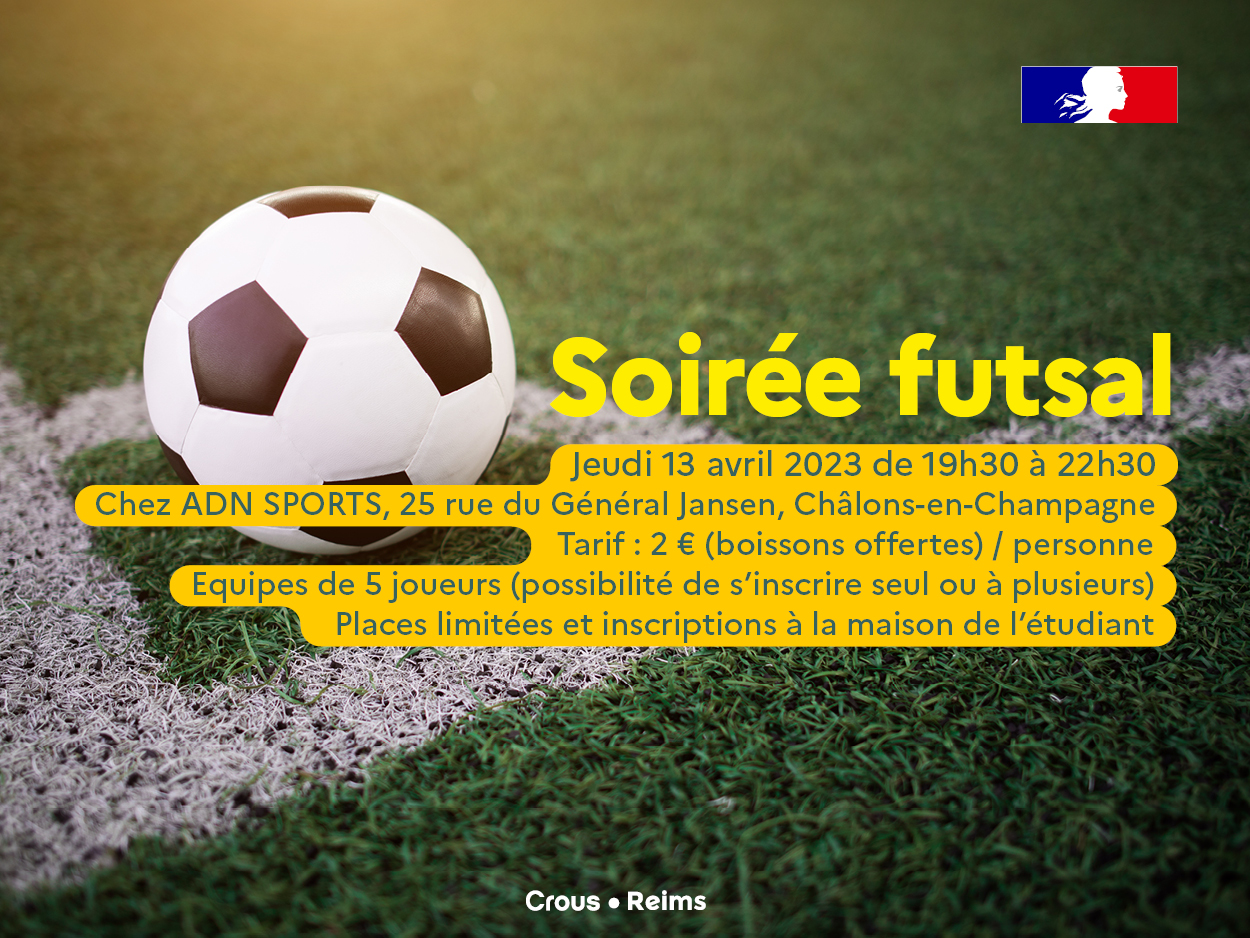 Soirée futsal
Jeudi 13 avril 2023 de 19h30 à 22h30
Chez ADN SPORTS, 25 rue du Général Jansen, Châlons-en-Champagne
Tarif : 2 € (boissons offertes) / personne
Equipes de 5 joueurs (possibilité de s’inscrire seul ou à plusieurs)
Places limitées et inscriptions à la maison de l’étudiant
Crous • Reims